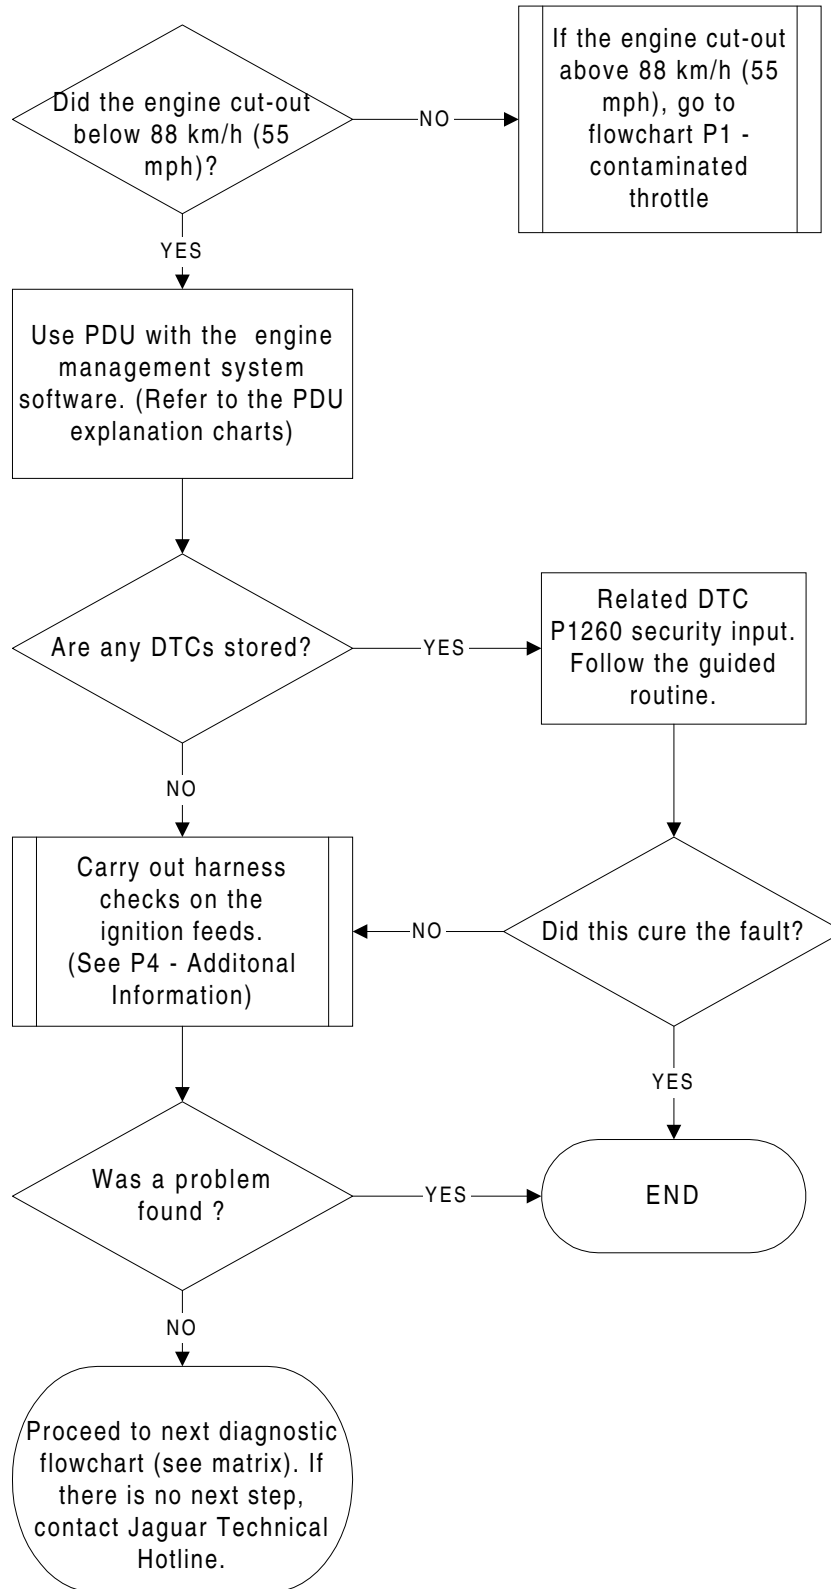 Did the engine cut-out
below 88 km/h (55
mph)?
NO
If the engine cut-out
above 88 km/h (55
mph), go to
flowchart P1 -
contaminated
throttle
YES
Use PDU with the engine
management system
software. (Refer to the PDU
explanation charts)
Are any DTCs stored?
YES
Related DTC
P1260 security input.
Follow the guided
routine.
NO
Carry out harness
checks on the
ignition feeds.
(See P4 - Additonal
Information)
NO
Did this cure the fault?
YES
Was a problem
found ?
YES
END
NO
Proceed to next diagnostic
flowchart (see matrix). If
there is no next step,
contact Jaguar Technical
Hotline.